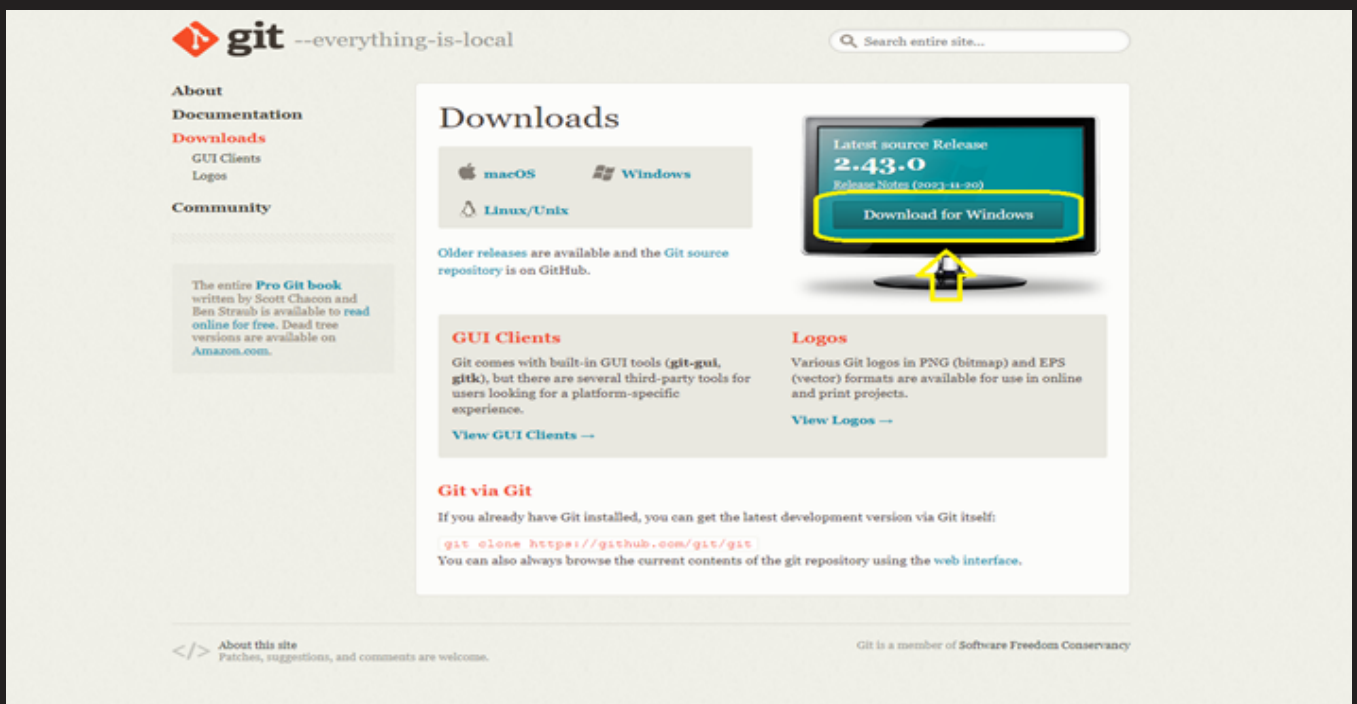 git --everything-is-local
Search entire site...
About
Documentation
Downloads
GUI Clients
Logos
Community
The entire Pro Git book
written by Scott Chacon and
Ben Straub is available to read
online for free. Dead tree
versions are available on
Amazon.com.
Downloads
macOS
Windows
Linux/Unix
Older releases are available and the Git source
repository is on GitHub.
Latest source Release
2.43.0
Release Notes (2023-11-20)
Download for Windows
GUI Clients
Git comes with built-in GUI tools (git-gui,
gitk), but there are several third-party tools for
users looking for a platform-specific
experience.
View GUI Clients →
Logos
Various Git logos in PNG (bitmap) and EPS
(vector) formats are available for use in online
and print projects.
View Logos →
Git via Git
If you already have Git installed, you can get the latest development version via Git itself:
git clone https://github.com/git/git
You can also always browse the current contents of the git repository using the web interface.
</> About this site
Patches, suggestions, and comments are welcome.
Git is a member of Software Freedom Conservancy